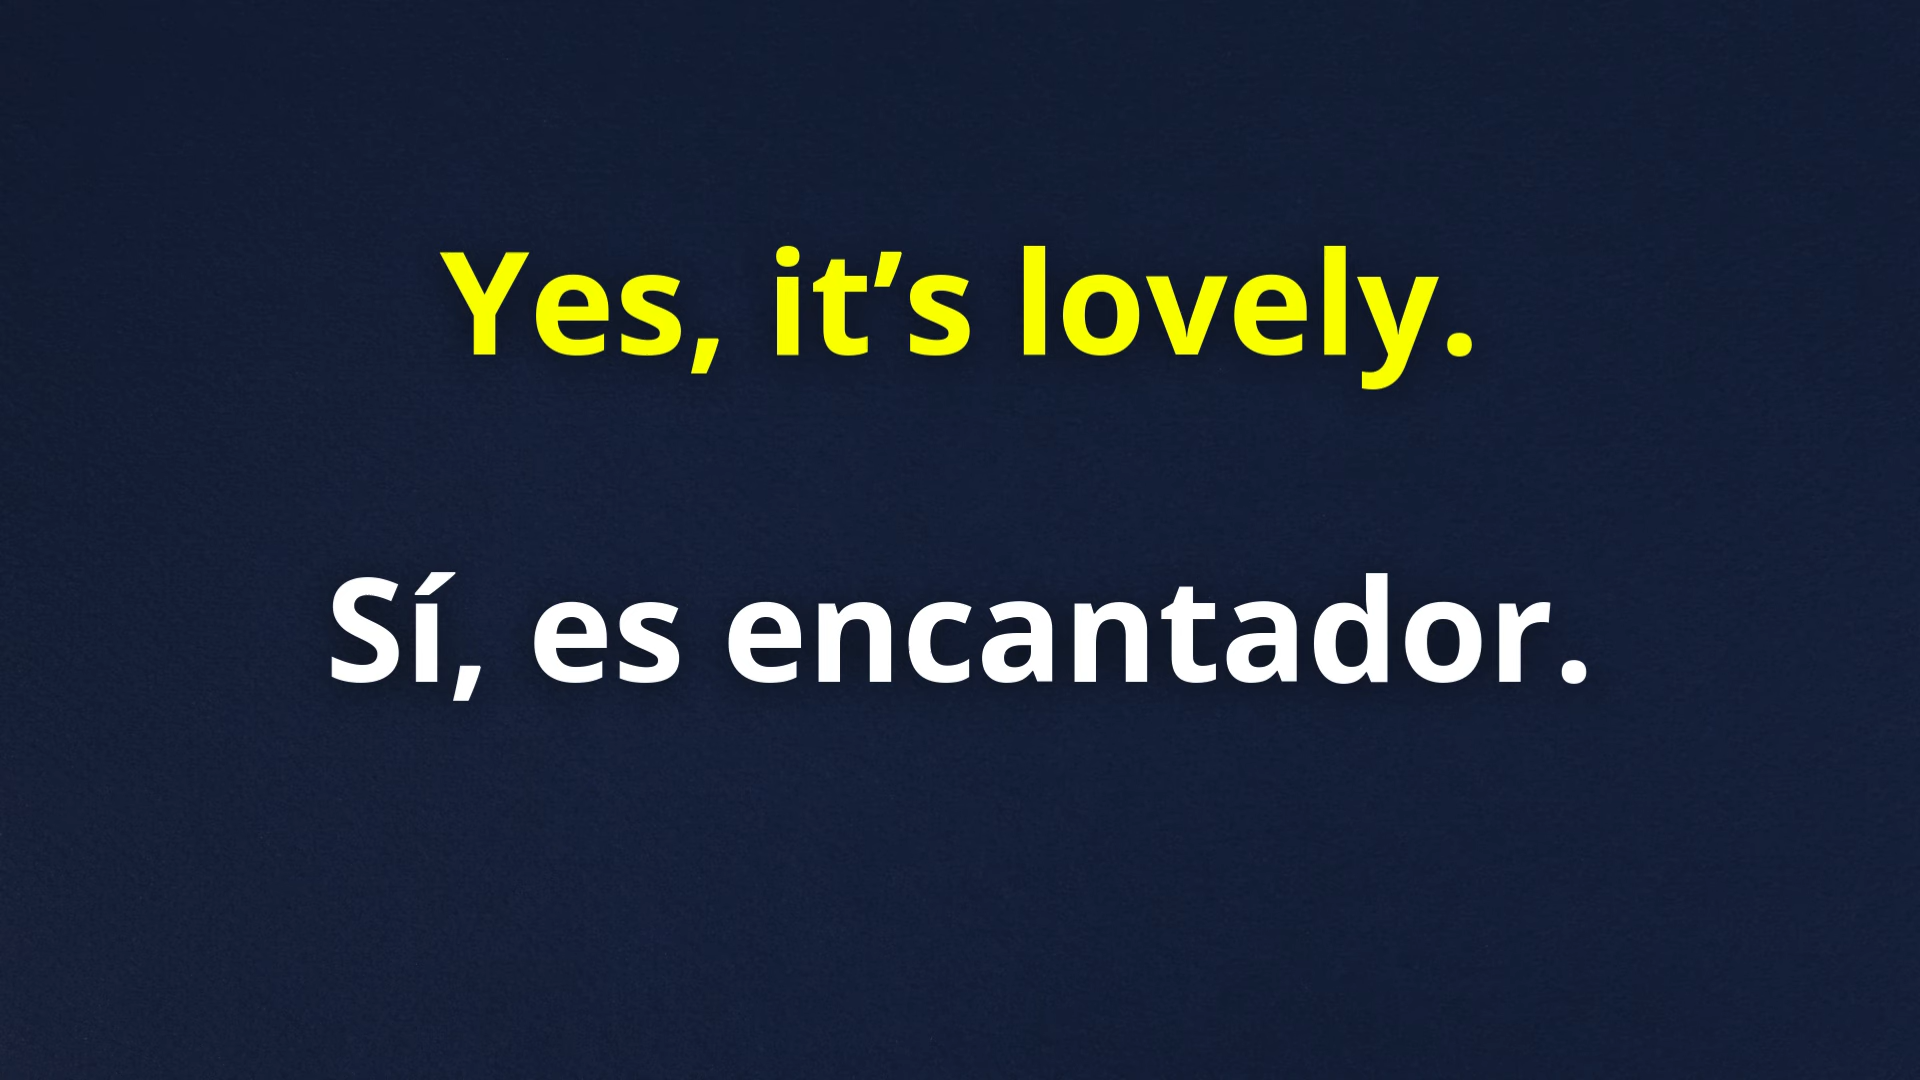 Yes, it’s lovely.
Sí, es encantador.